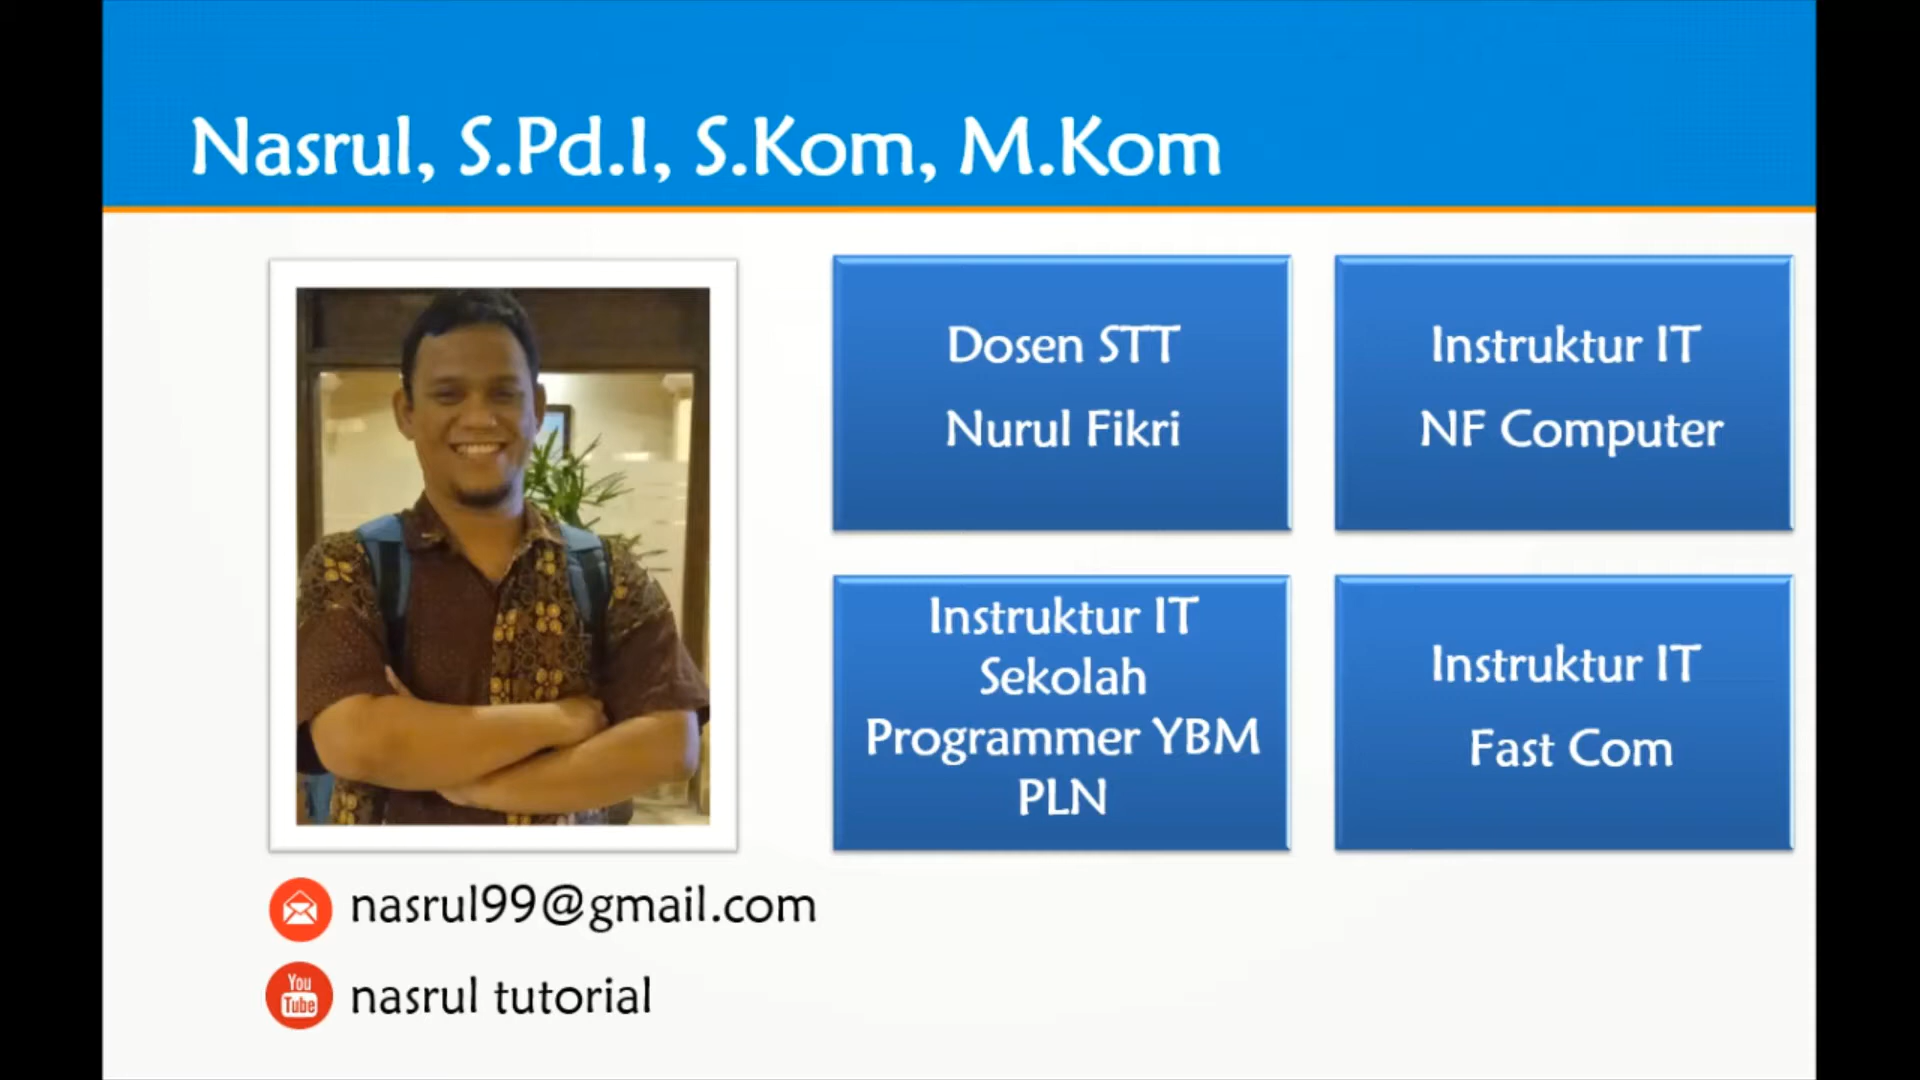 Nasrul, S.Pd.I, S.Kom, M.Kom
Dosen STT
Nurul Fikri
Instruktur IT
NF Computer
Instruktur IT
Sekolah
Programmer YBM
PLN
Instruktur IT
Fast Com
nasrul99@gmail.com
You
Tube
nasrul tutorial